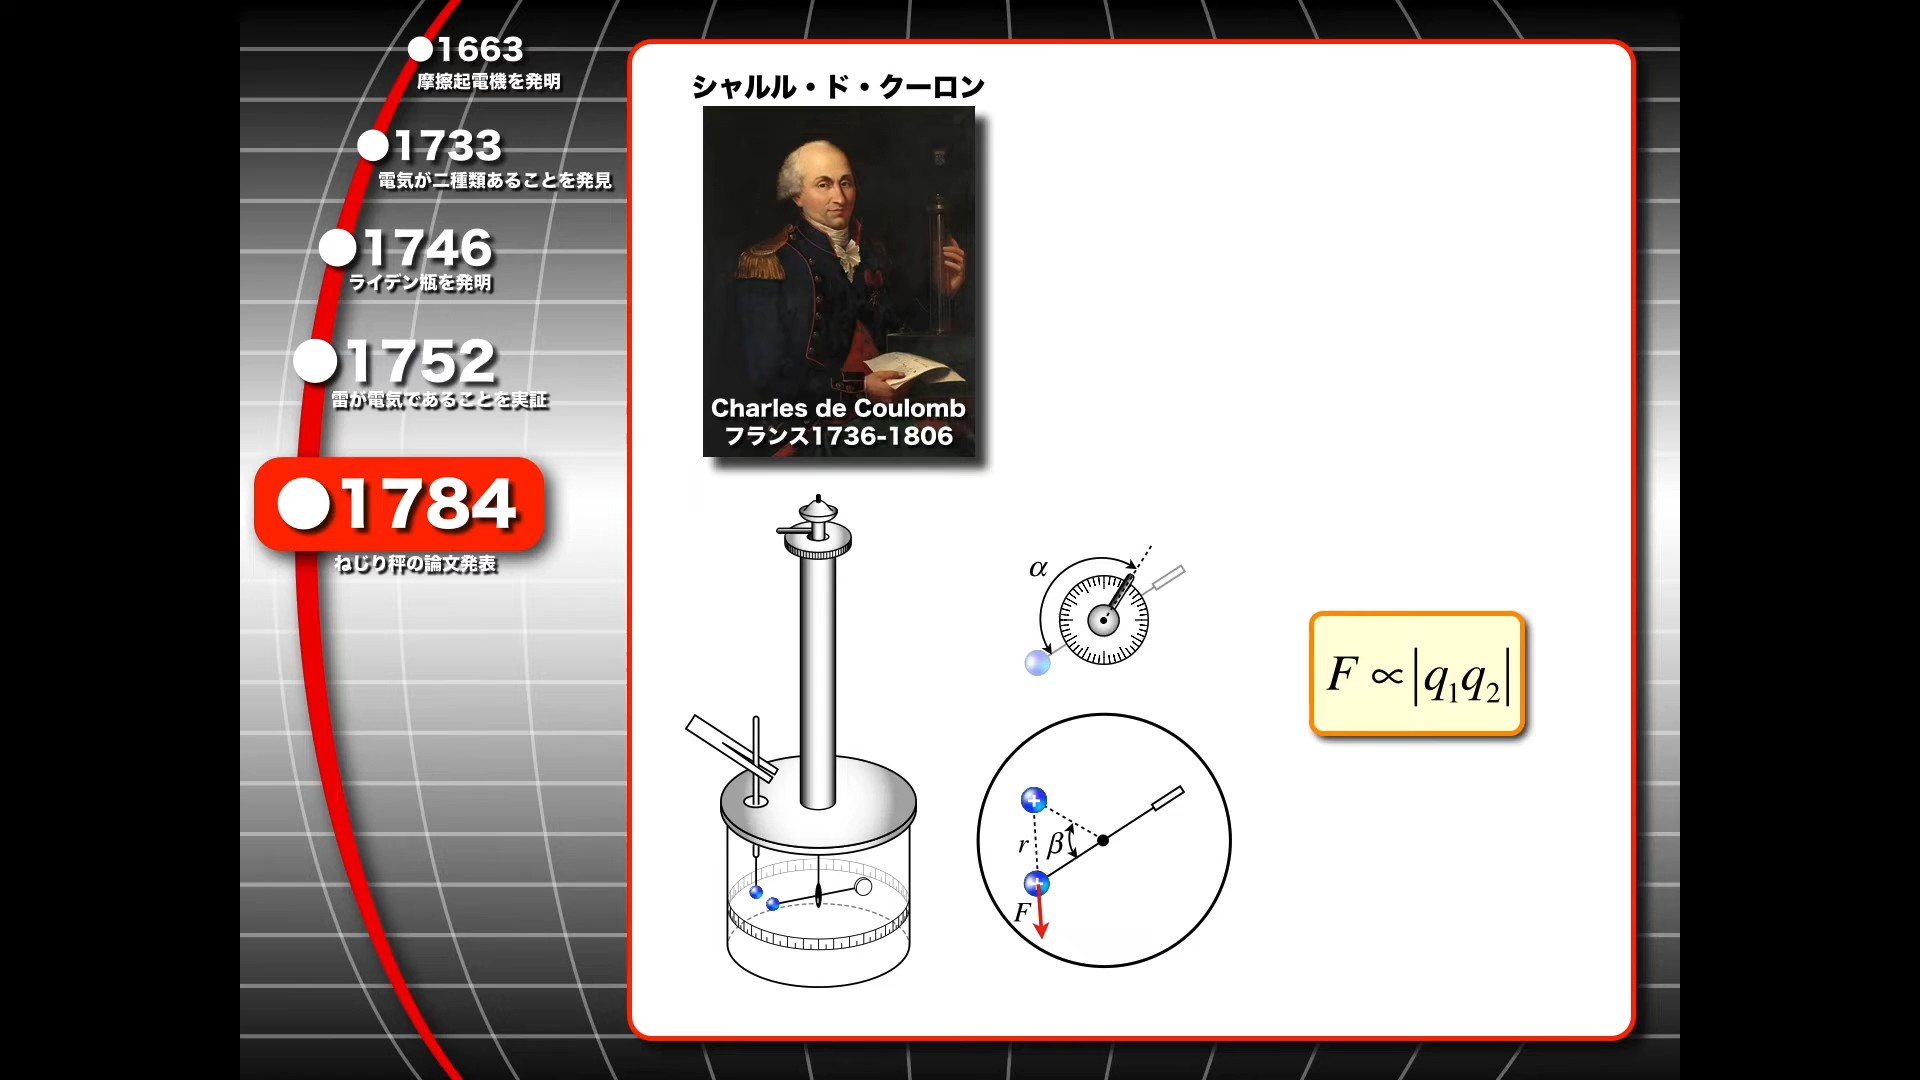 1663
摩擦起電機を発明
1733
電気が二種類あることを発見
1746
ライデン瓶を発明
1752
雷が電気であることを実証
1784
ねじり秤の論文発表
シャルル・ド・クーロン
Charles de Coulomb
フランス1736-1806
α
F ∝ |q₁q₂|
r
β
F